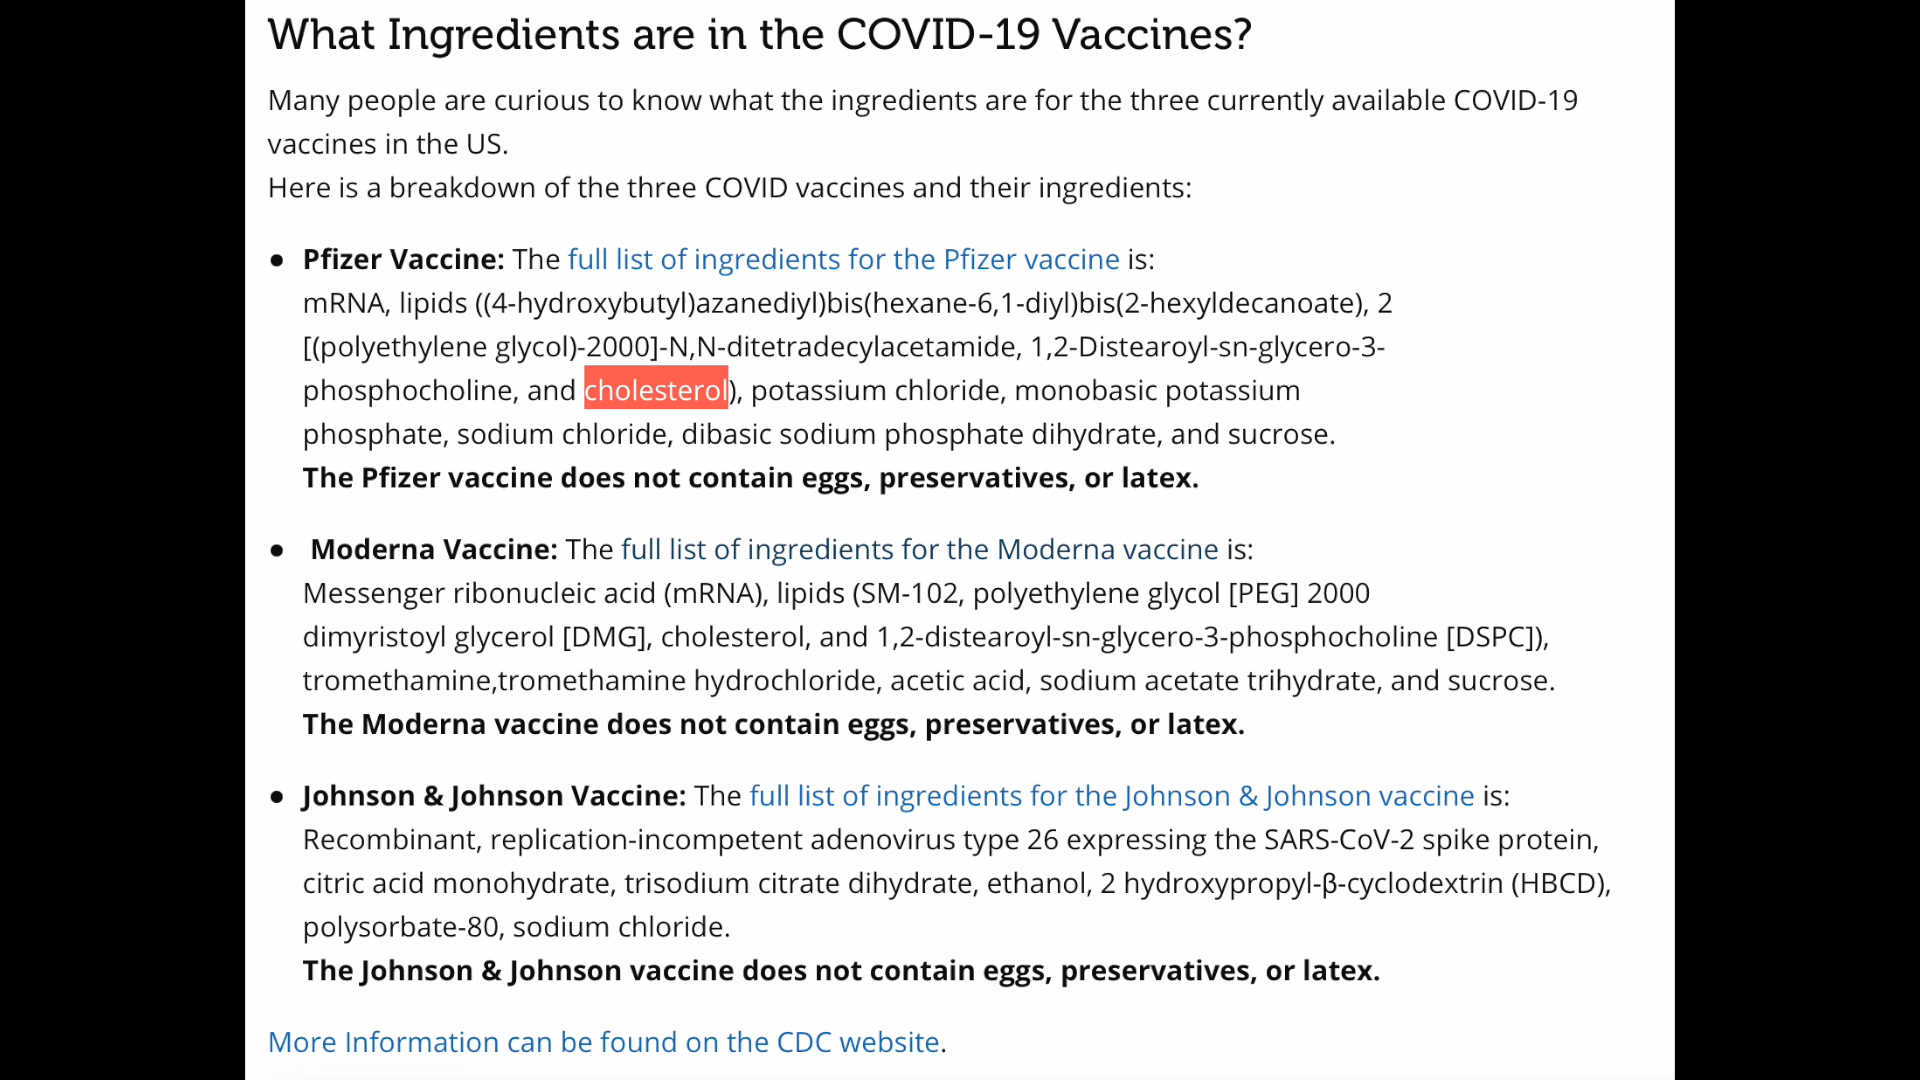 What Ingredients are in the COVID-19 Vaccines?
Many people are curious to know what the ingredients are for the three currently available COVID-19
vaccines in the US.
Here is a breakdown of the three COVID vaccines and their ingredients:
● Pfizer Vaccine: The full list of ingredients for the Pfizer vaccine is:
mRNA, lipids ((4-hydroxybutyl)azanediyl)bis(hexane-6,1-diyl)bis(2-hexyldecanoate), 2
[(polyethylene glycol)-2000]-N,N-ditetradecylacetamide, 1,2-Distearoyl-sn-glycero-3-
phosphocholine, and cholesterol), potassium chloride, monobasic potassium
phosphate, sodium chloride, dibasic sodium phosphate dihydrate, and sucrose.
The Pfizer vaccine does not contain eggs, preservatives, or latex.
● Moderna Vaccine: The full list of ingredients for the Moderna vaccine is:
Messenger ribonucleic acid (mRNA), lipids (SM-102, polyethylene glycol [PEG] 2000
dimyristoyl glycerol [DMG], cholesterol, and 1,2-distearoyl-sn-glycero-3-phosphocholine [DSPC]),
tromethamine,tromethamine hydrochloride, acetic acid, sodium acetate trihydrate, and sucrose.
The Moderna vaccine does not contain eggs, preservatives, or latex.
● Johnson & Johnson Vaccine: The full list of ingredients for the Johnson & Johnson vaccine is:
Recombinant, replication-incompetent adenovirus type 26 expressing the SARS-CoV-2 spike protein,
citric acid monohydrate, trisodium citrate dihydrate, ethanol, 2 hydroxypropyl-β-cyclodextrin (HBCD),
polysorbate-80, sodium chloride.
The Johnson & Johnson vaccine does not contain eggs, preservatives, or latex.
More Information can be found on the CDC website.